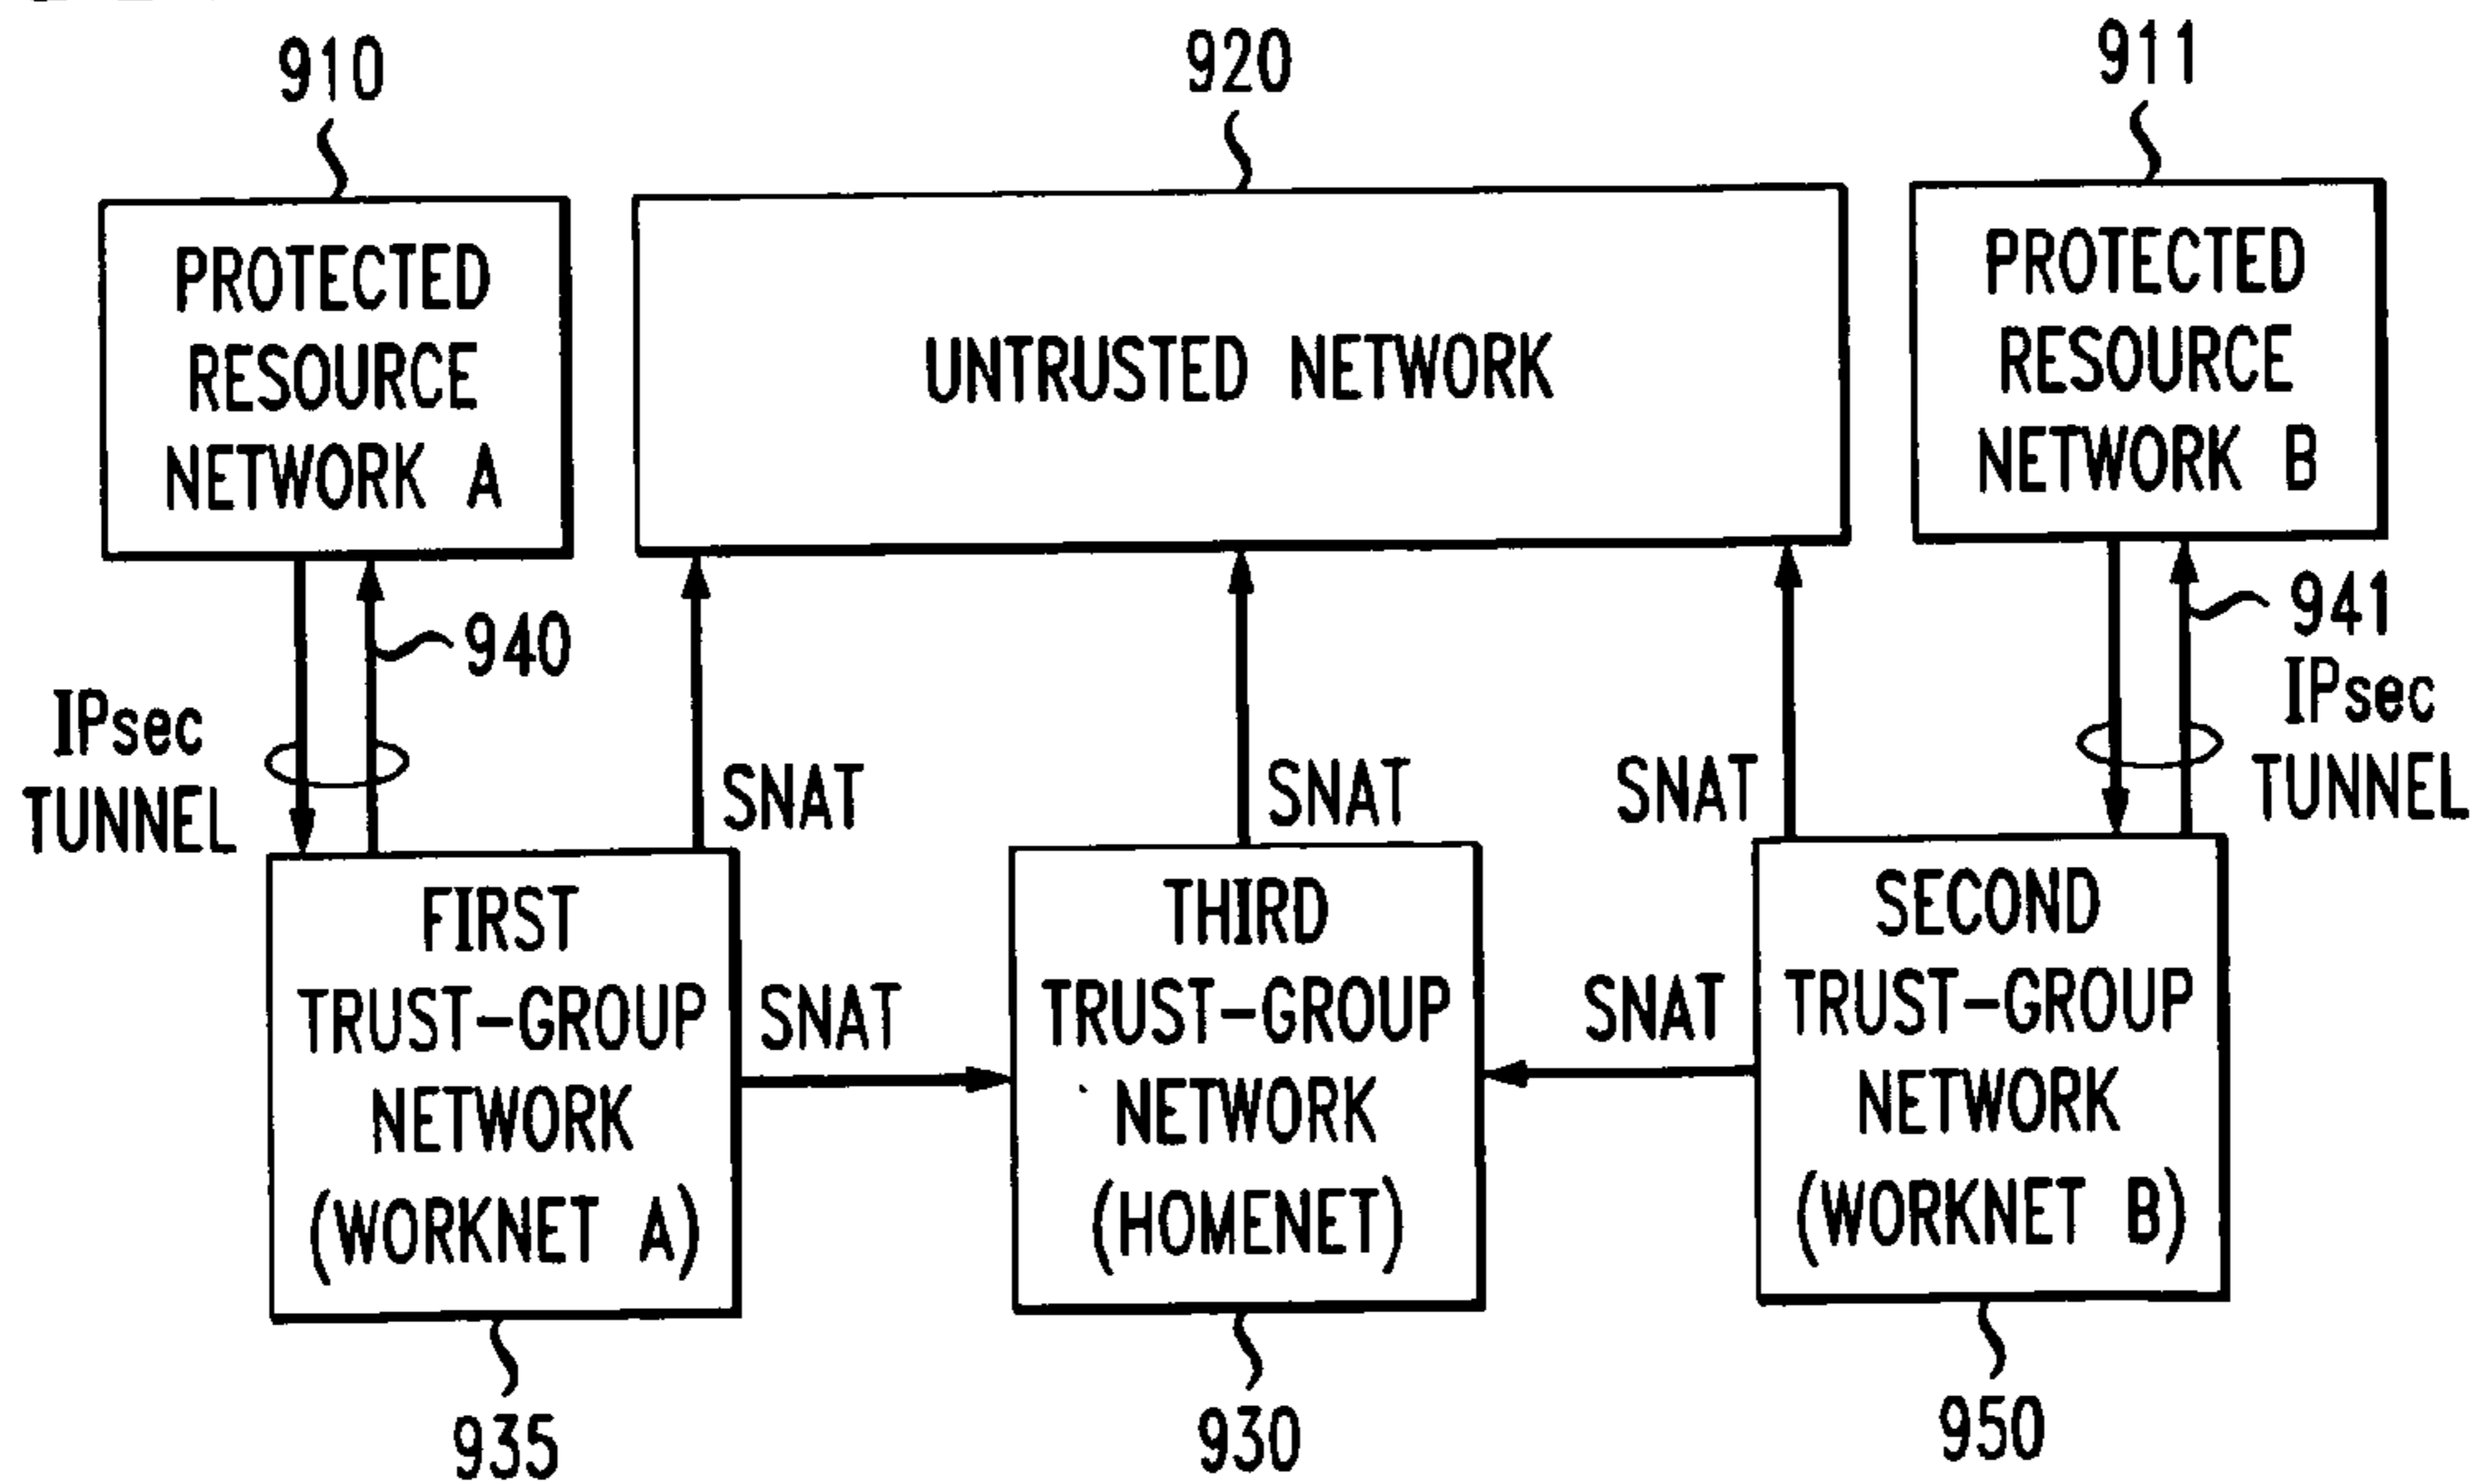 910
920
911
PROTECTED
RESOURCE
NETWORK A
UNTRUSTED NETWORK
PROTECTED
RESOURCE
NETWORK B
940
941
IPsec
TUNNEL
IPsec
TUNNEL
SNAT
SNAT
SNAT
FIRST
TRUST-GROUP
NETWORK
(WORKNET A)
SNAT
THIRD
TRUST-GROUP
NETWORK
(HOMENET)
SNAT
SECOND
TRUST-GROUP
NETWORK
(WORKNET B)
935
930
950